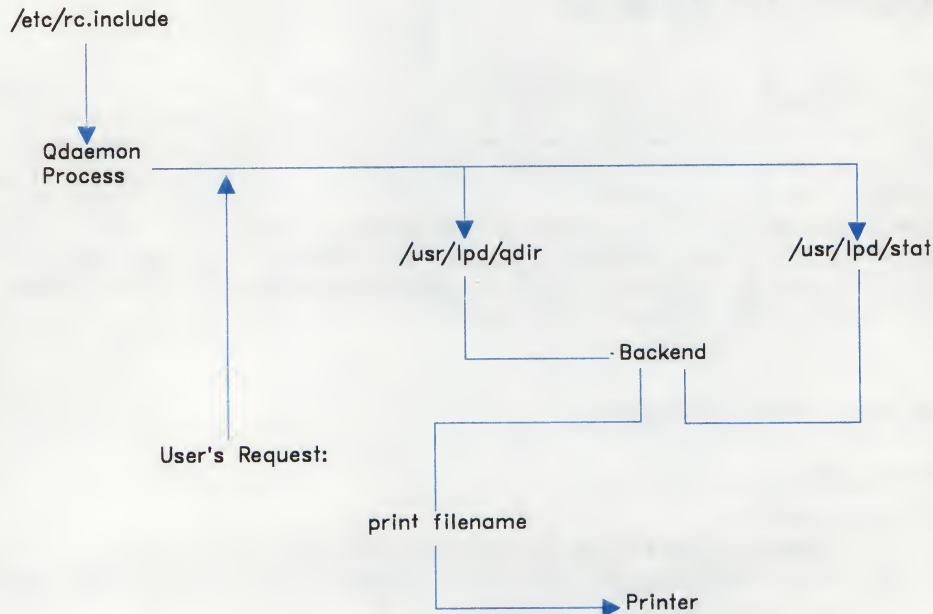 /etc/rc.include
Qdaemon
Process
/usr/lpd/qdir
/usr/lpd/stat
Backend
User's Request:
print filename
Printer